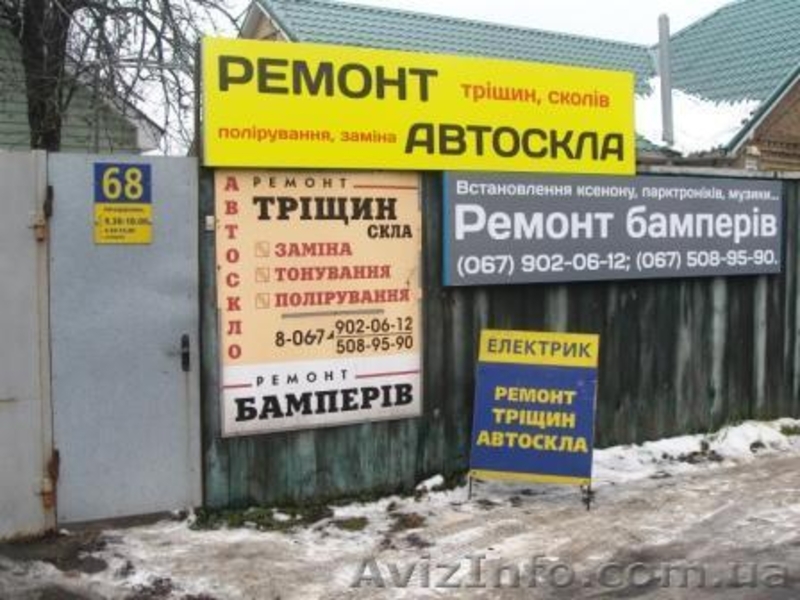 РЕМОНТ тріщин, сколів
полірування, заміна АВТОСКЛА
68
АВТОСКЛО
РЕМОНТ
ТРІЩИН
СКЛА
ЗАМІНА
ТОНУВАННЯ
ПОЛІРУВАННЯ
8-067 902-06-12
508-95-90
РЕМОНТ
БАМПЕРІВ
Встановлення ксенону, парктроніків, музики...
Ремонт бамперів
(067) 902-06-12; (067) 508-95-90.
ЕЛЕКТРИК
РЕМОНТ
ТРІЩИН
АВТОСКЛА
AvizInfo.com.ua